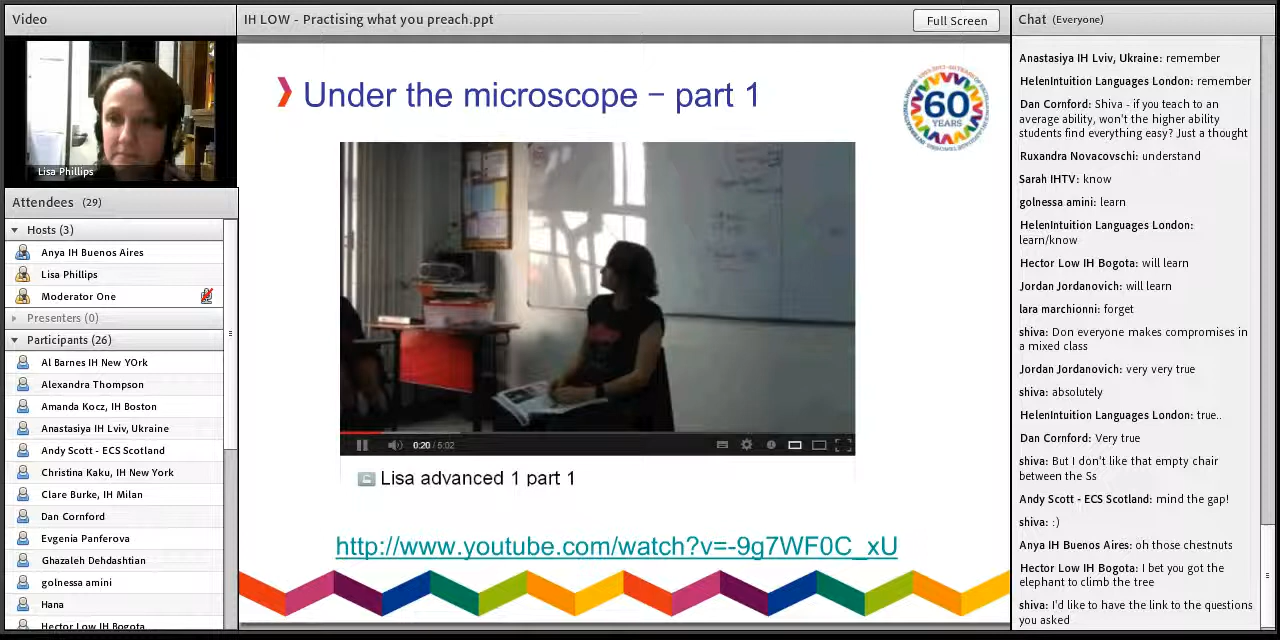 Video
IH LOW - Practising what you preach.ppt
Full Screen
Chat (Everyone)
Lisa Phillips
Attendees (29)
Hosts (3)
Anya IH Buenos Aires
Lisa Phillips
Moderator One
Presenters (0)
Participants (26)
Al Barnes IH New YOrk
Alexandra Thompson
Amanda Kocz, IH Boston
Anastasiya IH Lviv, Ukraine
Andy Scott - ECS Scotland
Christina Kaku, IH New York
Clare Burke, IH Milan
Dan Cornford
Evgenia Panferova
Ghazaleh Dehdashtian
golnessa amini
Hana
Hector Low IH Bogota
Under the microscope – part 1
60
YEARS
0:20 / 5:02
Lisa advanced 1 part 1
http://www.youtube.com/watch?v=-9g7WF0C_xU
Anastasiya IH Lviv, Ukraine: remember
HelenIntuition Languages London: remember
Dan Cornford: Shiva - if you teach to an
average ability, won't the higher ability
students find everything easy? Just a thought
Ruxandra Novacovschi: understand
Sarah IHTV: know
golnessa amini: learn
HelenIntuition Languages London:
learn/know
Hector Low IH Bogota: will learn
Jordan Jordanovich: will learn
lara marchionni: forget
shiva: Don everyone makes compromises in
a mixed class
Jordan Jordanovich: very very true
shiva: absolutely
HelenIntuition Languages London: true..
Dan Cornford: Very true
shiva: But I don't like that empty chair
between the Ss
Andy Scott - ECS Scotland: mind the gap!
shiva: :)
Anya IH Buenos Aires: oh those chestnuts
Hector Low IH Bogota: I bet you got the
elephant to climb the tree
shiva: I'd like to have the link to the questions
you asked